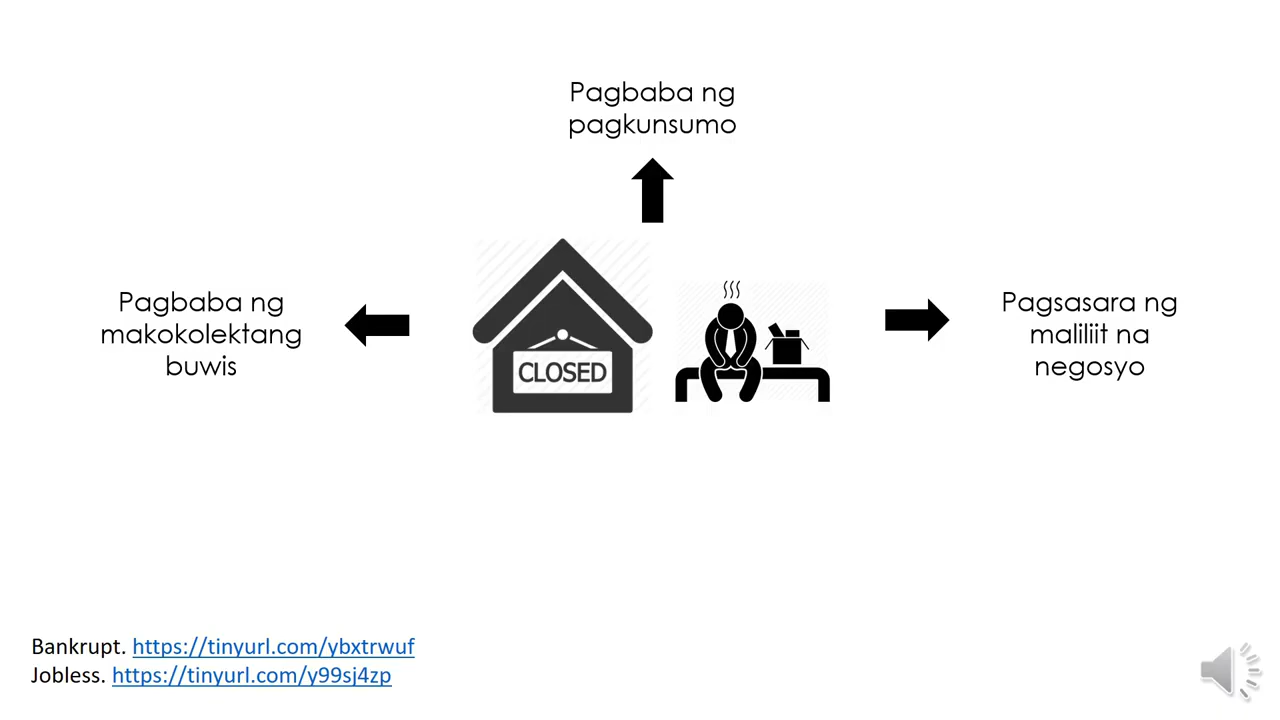 Pagbaba ng
pagkunsumo
Pagbaba ng
makokolektang
buwis
CLOSED
Pagsasara ng
maliliit na
negosyo
Bankrupt. https://tinyurl.com/ybxtrwuf
Jobless. https://tinyurl.com/y99sj4zp